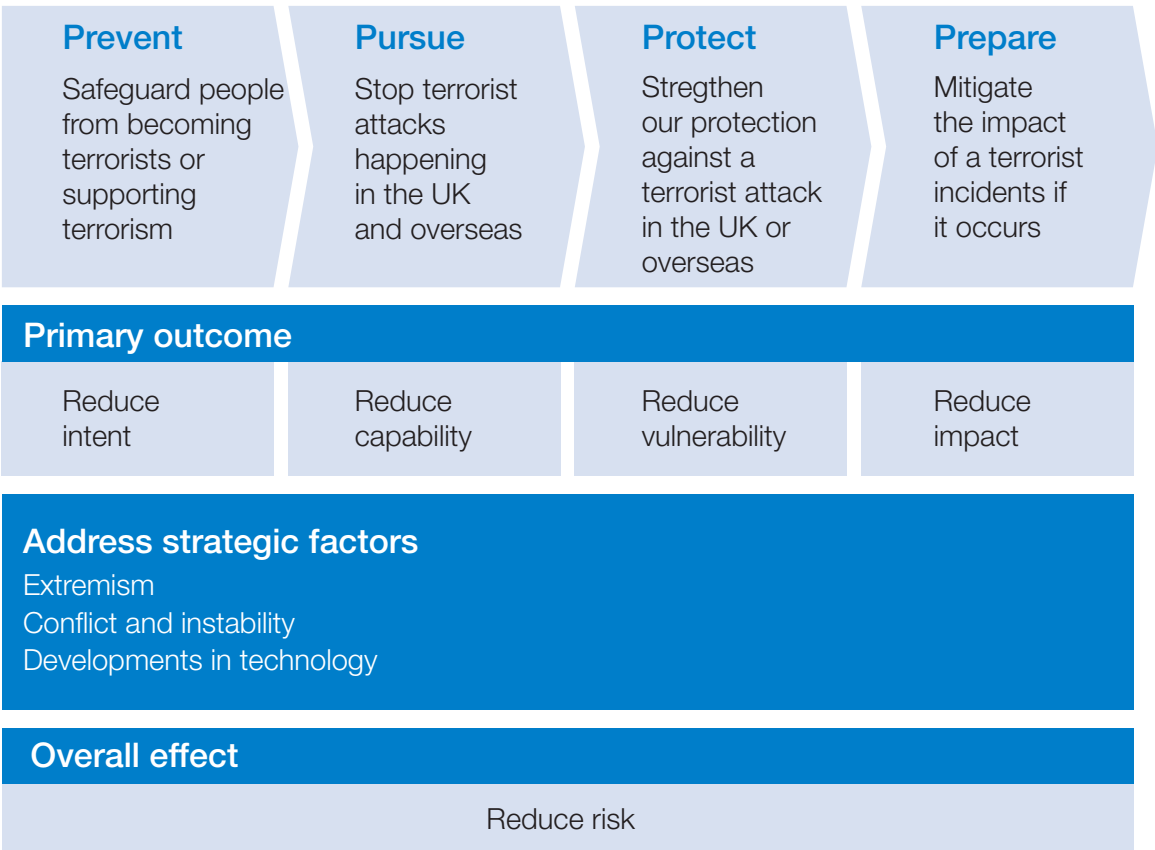 Prevent
Safeguard people
from becoming
terrorists or
supporting
terrorism
Pursue
Stop terrorist
attacks
happening
in the UK
and overseas
Protect
Stregthen
our protection
against a
terrorist attack
in the UK or
overseas
Prepare
Mitigate
the impact
of a terrorist
incidents if
it occurs
Primary outcome
Reduce
intent
Reduce
capability
Reduce
vulnerability
Reduce
impact
Address strategic factors
Extremism
Conflict and instability
Developments in technology
Overall effect
Reduce risk